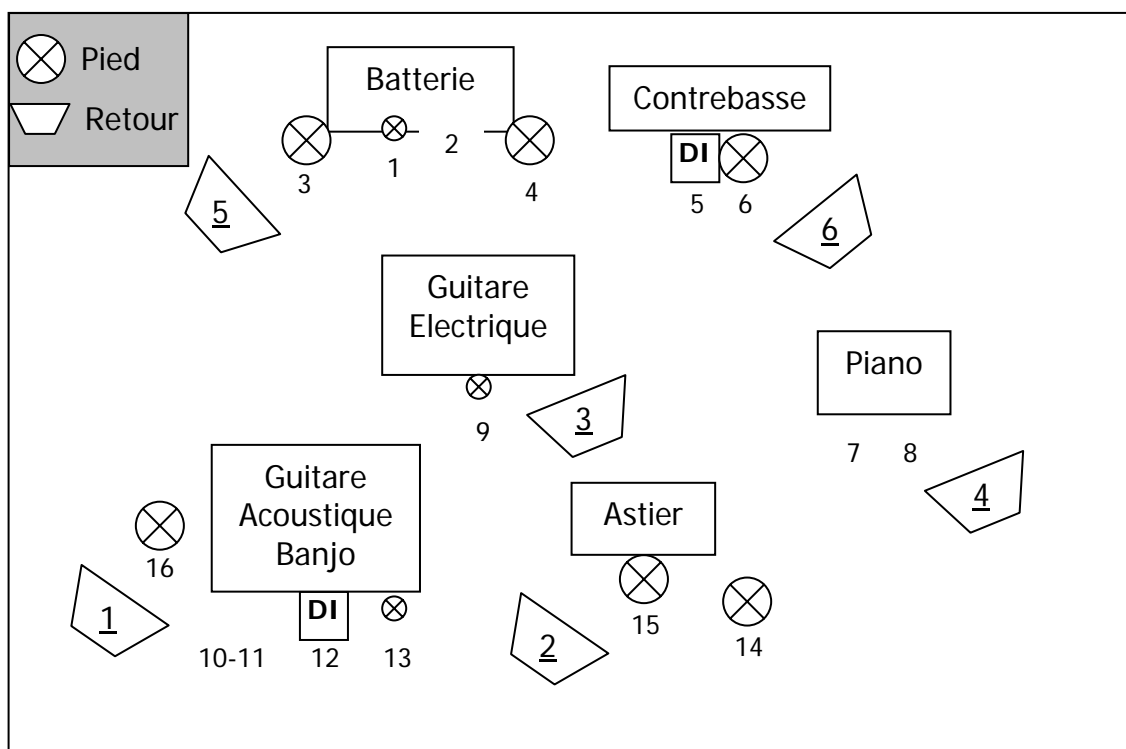 Pied
Retour
Batterie
1
2
3
4
Contrebasse
DI
5
6
5
6
Guitare
Electrique
9
3
Piano
7 8
4
Guitare
Acoustique
Banjo
16
1
DI
10-11
12
13
Astier
15
14
2